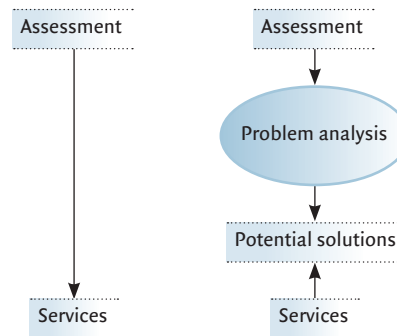 Assessment
Assessment
Problem analysis
Potential solutions
Services
Services